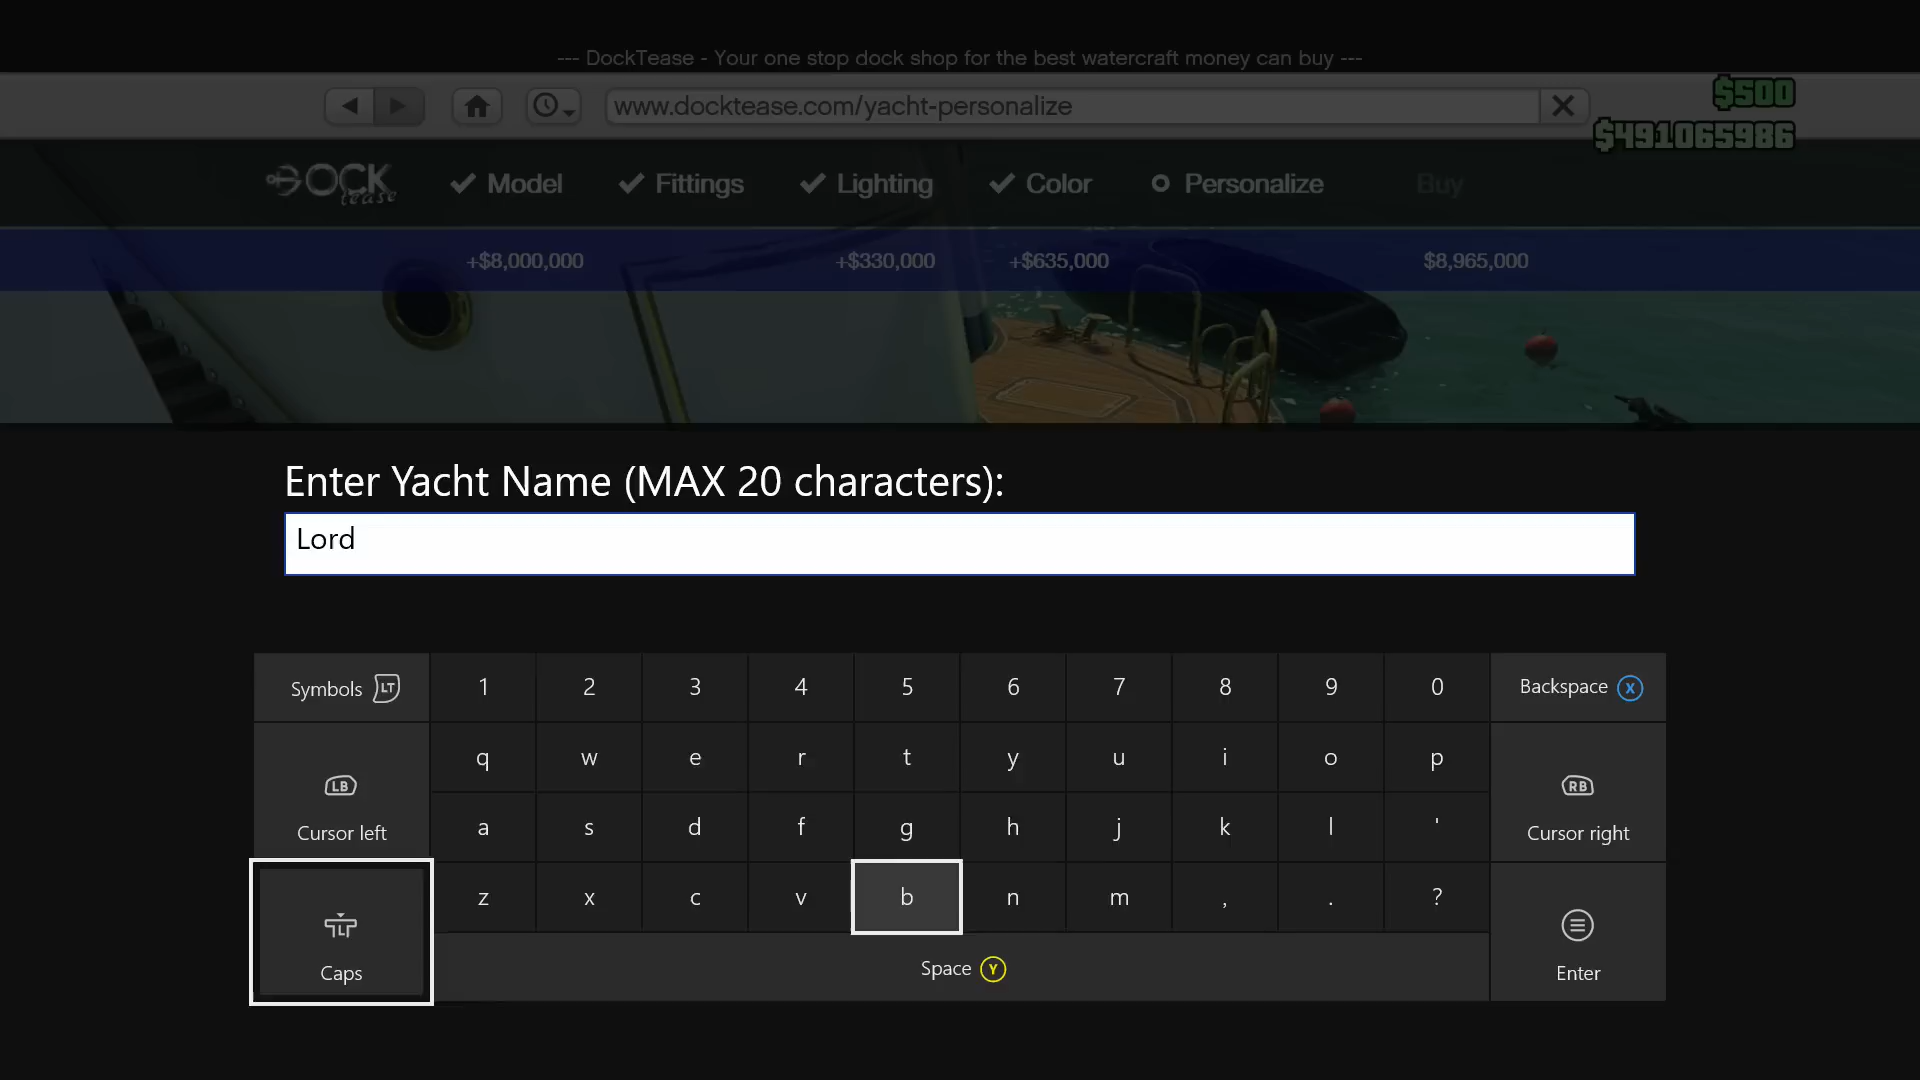 --- DockTease - Your one stop dock shop for the best watercraft money can buy ---
www.docktease.com/yacht-personalize
$500
$491065986
DOCK tease
Model Fittings Lighting Color Personalize Buy
+$8,000,000 +$330,000 +$635,000 $8,965,000
Enter Yacht Name (MAX 20 characters):
Lord
Symbols LT 1 2 3 4 5 6 7 8 9 0 Backspace X
q w e r t y u i o p
LB RB
Cursor left a s d f g h j k l ' Cursor right
z x c v b n m , . ?
Caps Space Y Enter